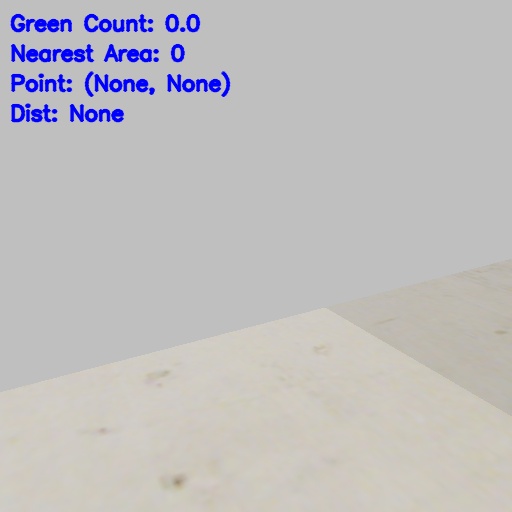 Green Count: 0.0
Nearest Area: 0
Point: (None, None)
Dist: None